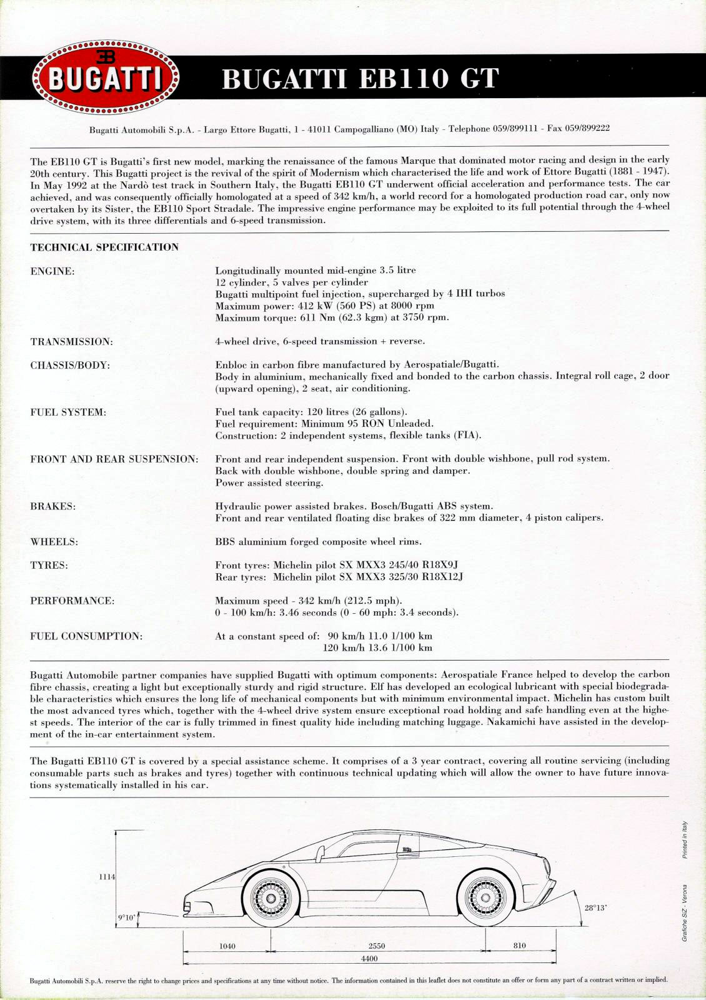 EB
BUGATTI
BUGATTI EB110 GT
Bugatti Automobili S.p.A. - Largo Ettore Bugatti, 1 - 41011 Campogalliano (MO) Italy - Telephone 059/899111 - Fax 059/899222
The EB110 GT is Bugatti's first new model, marking the renaissance of the famous Marque that dominated motor racing and design in the early
20th century. This Bugatti project is the revival of the spirit of Modernism which characterised the life and work of Ettore Bugatti (1881 - 1947).
In May 1992 at the Nardò test track in Southern Italy, the Bugatti EB110 GT underwent official acceleration and performance tests. The car
achieved, and was consequently officially homologated at a speed of 342 km/h, a world record for a homologated production road car, only now
overtaken by its Sister, the EB110 Sport Stradale. The impressive engine performance may be exploited to its full potential through the 4-wheel
drive system, with its three differentials and 6-speed transmission.
TECHNICAL SPECIFICATION
ENGINE: Longitudinally mounted mid-engine 3.5 litre
12 cylinder, 5 valves per cylinder
Bugatti multipoint fuel injection, supercharged by 4 IHI turbos
Maximum power: 412 kW (560 PS) at 8000 rpm
Maximum torque: 611 Nm (62.3 kgm) at 3750 rpm.
TRANSMISSION: 4-wheel drive, 6-speed transmission + reverse.
CHASSIS/BODY: Enbloc in carbon fibre manufactured by Aerospatiale/Bugatti.
Body in aluminium, mechanically fixed and bonded to the carbon chassis. Integral roll cage, 2 door
(upward opening), 2 seat, air conditioning.
FUEL SYSTEM: Fuel tank capacity: 120 litres (26 gallons).
Fuel requirement: Minimum 95 RON Unleaded.
Construction: 2 independent systems, flexible tanks (FIA).
FRONT AND REAR SUSPENSION: Front and rear independent suspension. Front with double wishbone, pull rod system.
Back with double wishbone, double spring and damper.
Power assisted steering.
BRAKES: Hydraulic power assisted brakes. Bosch/Bugatti ABS system.
Front and rear ventilated floating disc brakes of 322 mm diameter, 4 piston calipers.
WHEELS: BBS aluminium forged composite wheel rims.
TYRES: Front tyres: Michelin pilot SX MXX3 245/40 R18X9J
Rear tyres: Michelin pilot SX MXX3 325/30 R18X12J
PERFORMANCE: Maximum speed - 342 km/h (212.5 mph).
0 - 100 km/h: 3.46 seconds (0 - 60 mph: 3.4 seconds).
FUEL CONSUMPTION: At a constant speed of: 90 km/h 11.0 1/100 km
120 km/h 13.6 1/100 km
Bugatti Automobile partner companies have supplied Bugatti with optimum components: Aerospatiale France helped to develop the carbon
fibre chassis, creating a light but exceptionally sturdy and rigid structure. Elf has developed an ecological lubricant with special biodegrada-
ble characteristics which ensures the long life of mechanical components but with minimum environmental impact. Michelin has custom built
the most advanced tyres which, together with the 4-wheel drive system ensure exceptional road holding and safe handling even at the highe-
st speeds. The interior of the car is fully trimmed in finest quality hide including matching luggage. Nakamichi have assisted in the develop-
ment of the in-car entertainment system.
The Bugatti EB110 GT is covered by a special assistance scheme. It comprises of a 3 year contract, covering all routine servicing (including
consumable parts such as brakes and tyres) together with continuous technical updating which will allow the owner to have future innova-
tions systematically installed in his car.
1114
9°10'
28°13'
1040
2550
810
4400
Grafiche SiZ - Verona Printed in Italy
Bugatti Automobili S.p.A. reserve the right to change prices and specifications at any time without notice. The information contained in this leaflet does not constitute an offer or form any part of a contract written or implied.